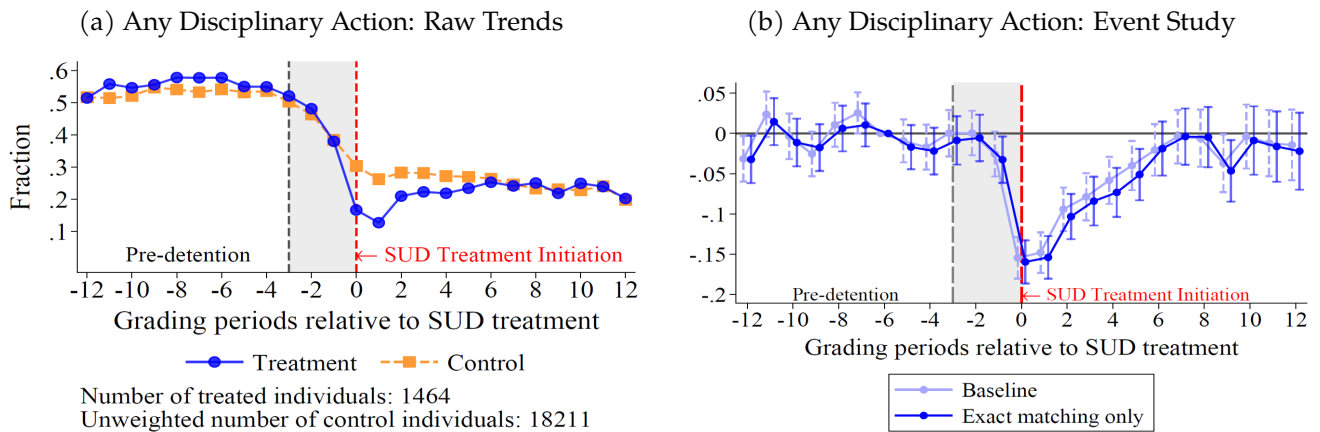 (a) Any Disciplinary Action: Raw Trends
.6
.5
.4
.3
.2
.1
Fraction
Pre-detention
SUD Treatment Initiation
-12 -10 -8 -6 -4 -2 0 2 4 6 8 10 12
Grading periods relative to SUD treatment
Treatment Control
Number of treated individuals: 1464
Unweighted number of control individuals: 18211
(b) Any Disciplinary Action: Event Study
.05
0
-.05
-.1
-.15
-.2
Pre-detention
SUD Treatment Initiation
-12 -10 -8 -6 -4 -2 0 2 4 6 8 10 12
Grading periods relative to SUD treatment
Baseline
Exact matching only